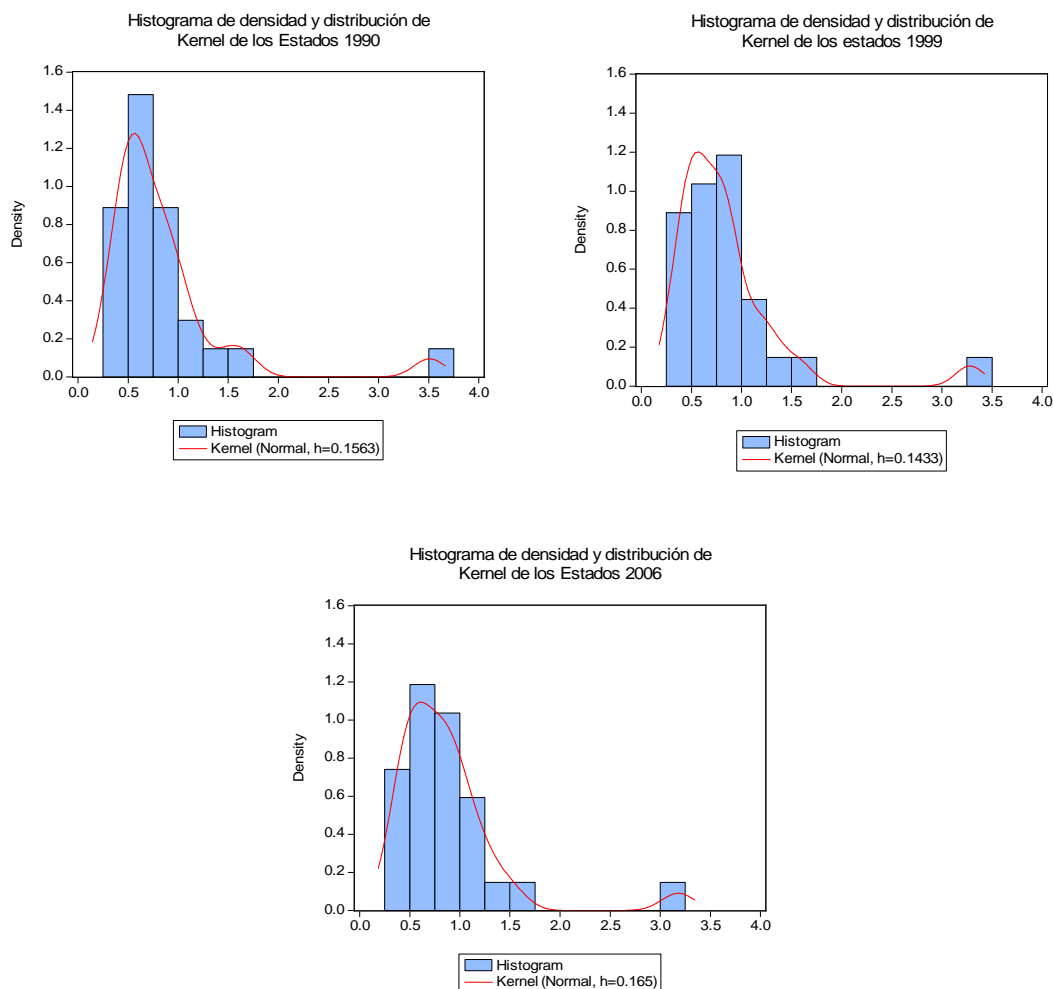 Histograma de densidad y distribución de
Kernel de los Estados 1990
1.6
1.4
1.2
1.0
0.8
0.6
0.4
0.2
0.0
Density
0.0 0.5 1.0 1.5 2.0 2.5 3.0 3.5 4.0
Histogram
Kernel (Normal, h=0.1563)
Histograma de densidad y distribución de
Kernel de los estados 1999
1.6
1.4
1.2
1.0
0.8
0.6
0.4
0.2
0.0
Density
0.0 0.5 1.0 1.5 2.0 2.5 3.0 3.5 4.0
Histogram
Kernel (Normal, h=0.1433)
Histograma de densidad y distribución de
Kernel de los Estados 2006
1.6
1.4
1.2
1.0
0.8
0.6
0.4
0.2
0.0
Density
0.0 0.5 1.0 1.5 2.0 2.5 3.0 3.5 4.0
Histogram
Kernel (Normal, h=0.165)